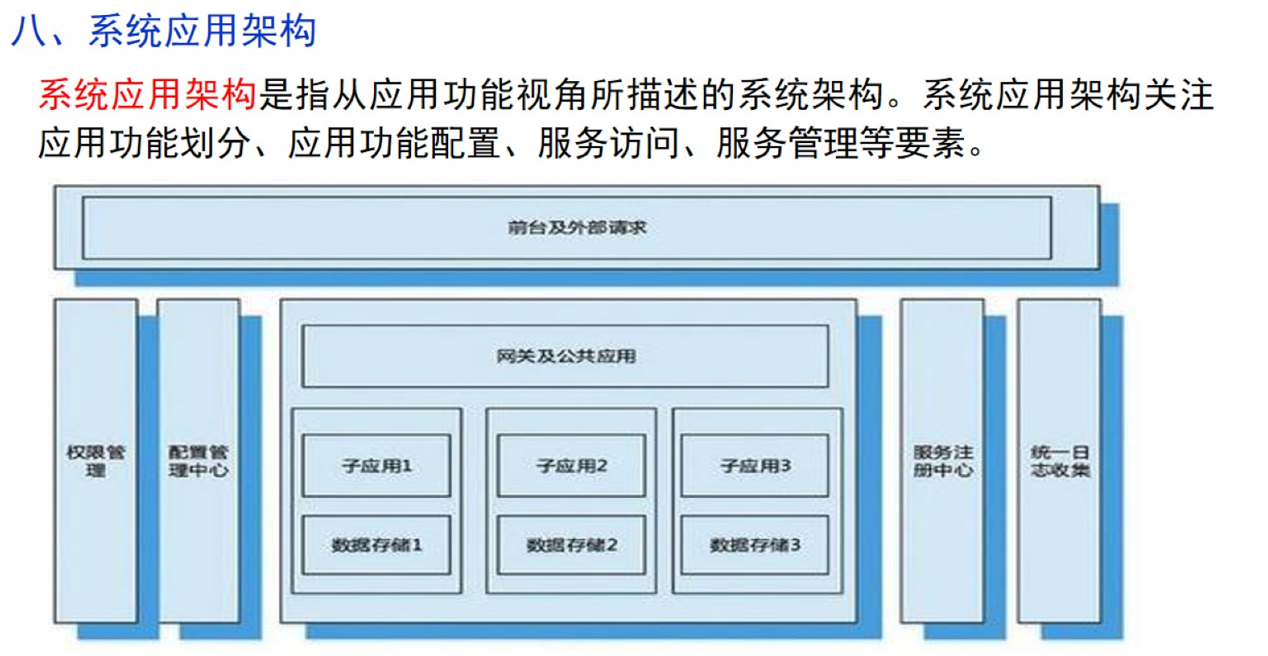 八、系统应用架构
系统应用架构是指从应用功能视角所描述的系统架构。系统应用架构关注
应用功能划分、应用功能配置、服务访问、服务管理等要素。
前台及外部请求
权限管
理
配置管
理中心
网关及公共应用
子应用1
子应用2
子应用3
数据存储1
数据存储2
数据存储3
服务注
册中心
统一日
志收集